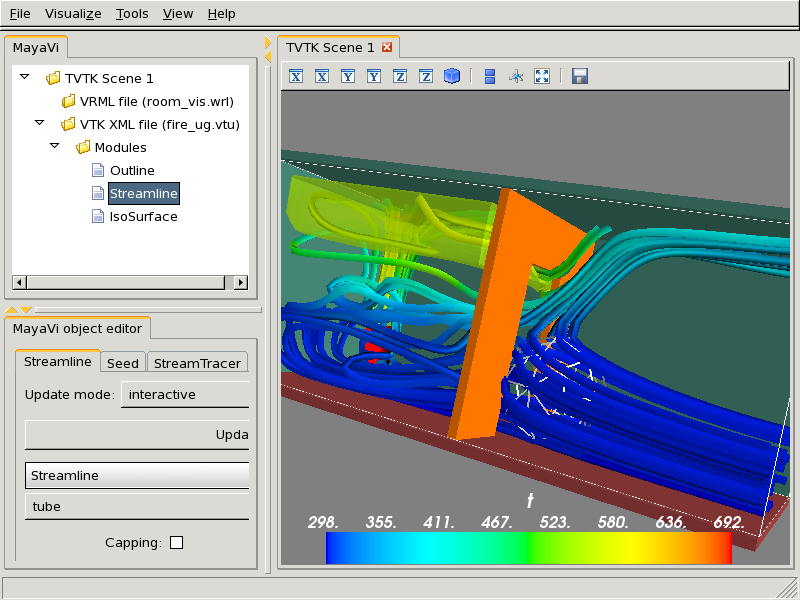 File Visualize Tools View Help
MayaVi
TVTK Scene 1
VRML file (room_vis.wrl)
VTK XML file (fire_ug.vtu)
Modules
Outline
Streamline
IsoSurface
MayaVi object editor
Streamline Seed StreamTracer
Update mode: interactive
Upda
Streamline
tube
Capping:
TVTK Scene 1
X X Y Y Z Z
t
298. 355. 411. 467. 523. 580. 636. 692.